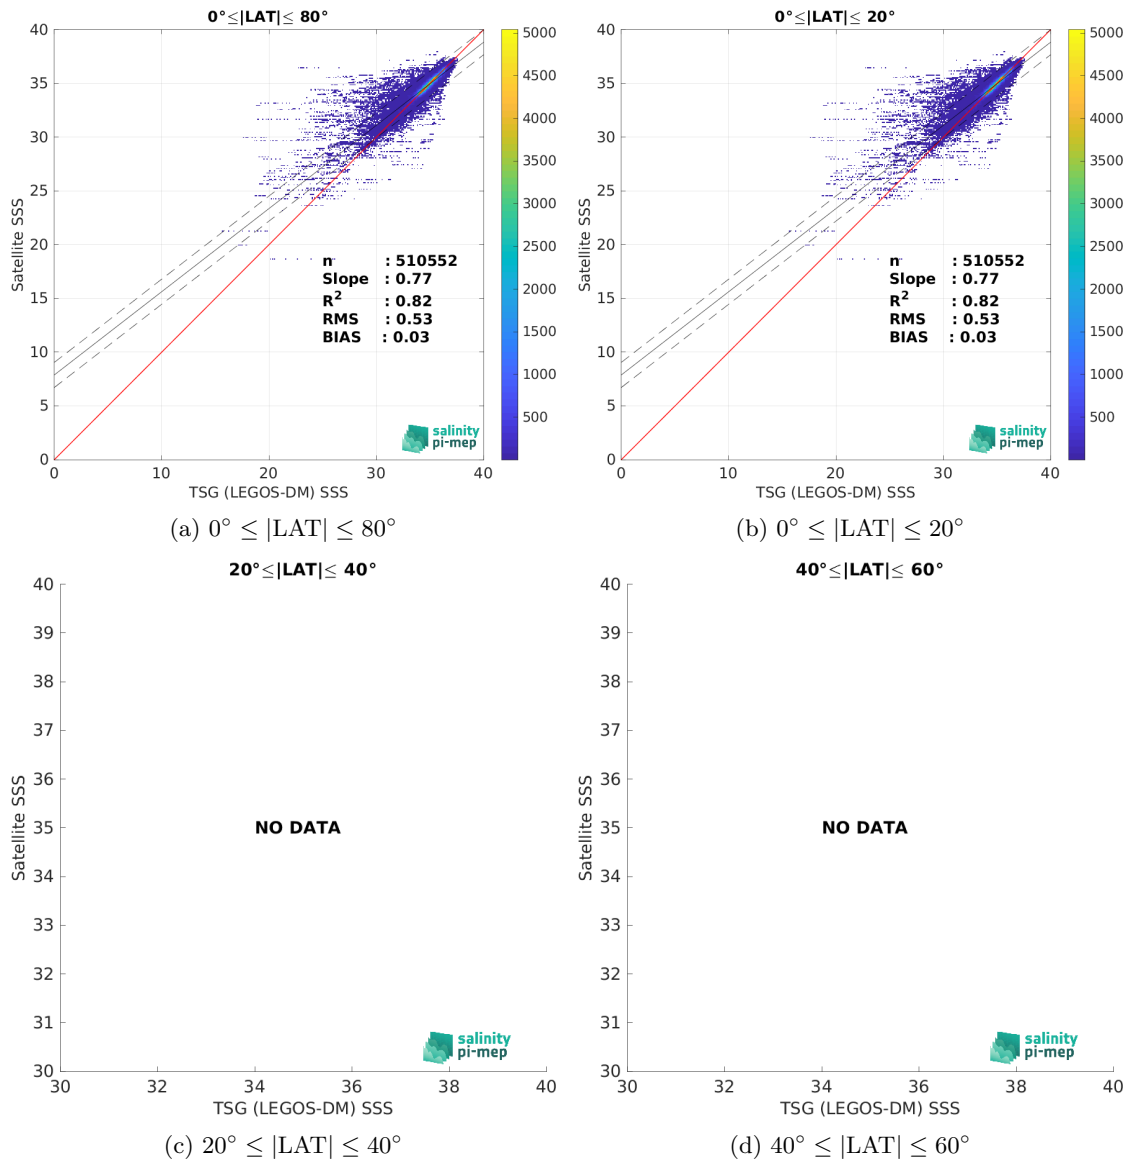 0°≤|LAT|≤ 80°
40
35
30
25
20
15
10
5
0
0
10
20
30
40
Satellite SSS
TSG (LEGOS-DM) SSS
n : 510552
Slope : 0.77
R² : 0.82
RMS : 0.53
BIAS : 0.03
salinity
pi-mep
5000
4500
4000
3500
3000
2500
2000
1500
1000
500
(a) 0° ≤ |LAT| ≤ 80°
0°≤|LAT|≤ 20°
40
35
30
25
20
15
10
5
0
0
10
20
30
40
Satellite SSS
TSG (LEGOS-DM) SSS
n : 510552
Slope : 0.77
R² : 0.82
RMS : 0.53
BIAS : 0.03
salinity
pi-mep
5000
4500
4000
3500
3000
2500
2000
1500
1000
500
(b) 0° ≤ |LAT| ≤ 20°
20°≤|LAT|≤ 40°
40
39
38
37
36
35
34
33
32
31
30
30
32
34
36
38
40
Satellite SSS
NO DATA
salinity
pi-mep
TSG (LEGOS-DM) SSS
(c) 20° ≤ |LAT| ≤ 40°
40°≤|LAT|≤ 60°
40
39
38
37
36
35
34
33
32
31
30
30
32
34
36
38
40
Satellite SSS
NO DATA
salinity
pi-mep
TSG (LEGOS-DM) SSS
(d) 40° ≤ |LAT| ≤ 60°